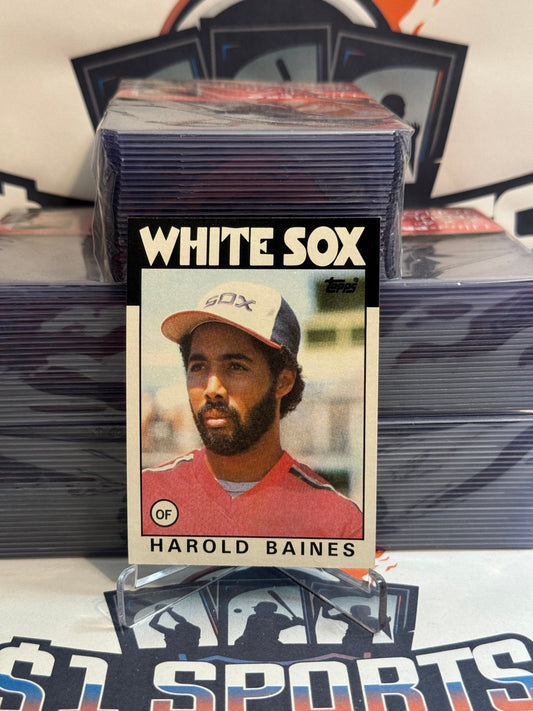 WHITE SOX
Topps
SOX
OF
HAROLD BAINES
$1 SPORTS